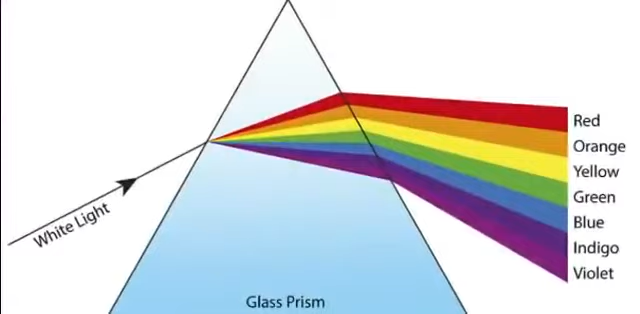 Red
Orange
Yellow
Green
Blue
Indigo
Violet
White Light
Glass Prism